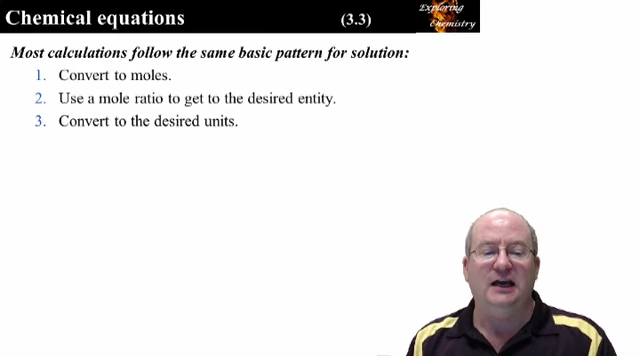 Chemical equations (3.3)
Exploring
Chemistry
Most calculations follow the same basic pattern for solution:
1. Convert to moles.
2. Use a mole ratio to get to the desired entity.
3. Convert to the desired units.